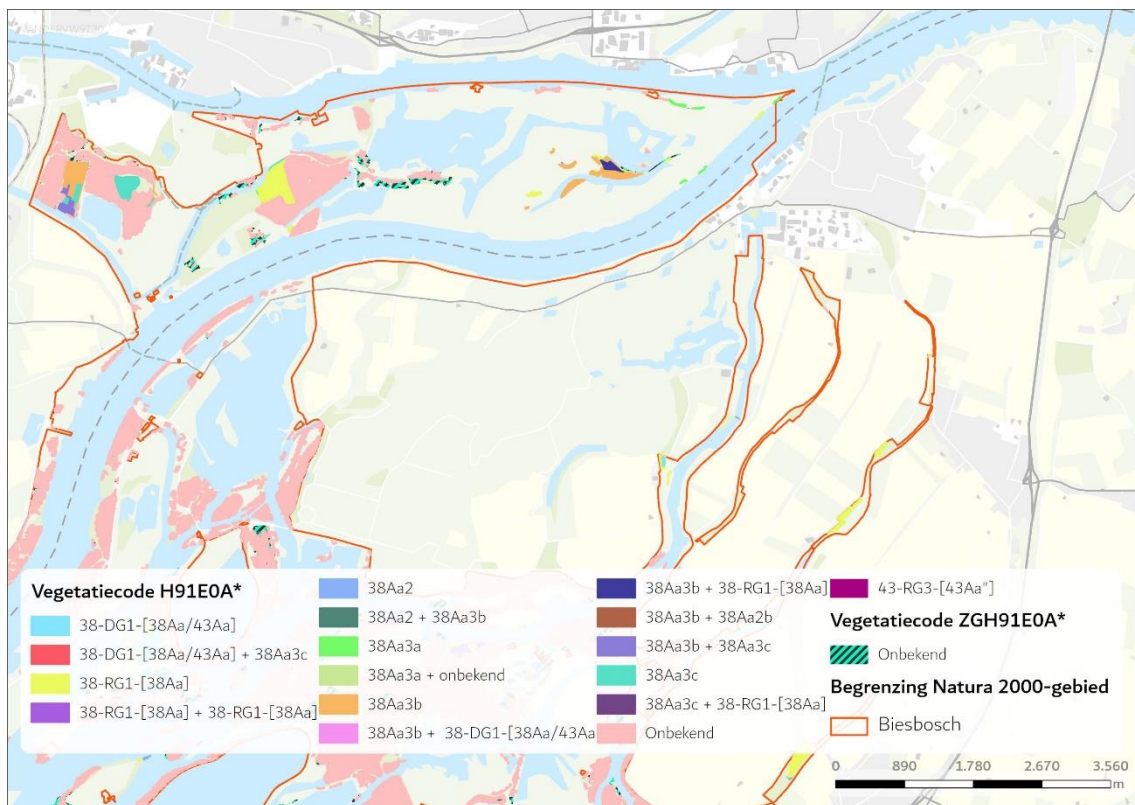 Vegetatiecode H91E0A*
38-DG1-[38Aa/43Aa]
38-DG1-[38Aa/43Aa] + 38Aa3c
38-RG1-[38Aa]
38-RG1-[38Aa] + 38-RG1-[38Aa]
38Aa2
38Aa2 + 38Aa3b
38Aa3a
38Aa3a + onbekend
38Aa3b
38Aa3b + 38-DG1-[38Aa/43Aa
38Aa3b + 38-RG1-[38Aa]
38Aa3b + 38Aa2b
38Aa3b + 38Aa3c
38Aa3c
38Aa3c + 38-RG1-[38Aa]
Onbekend
43-RG3-[43Aa"]
Vegetatiecode ZGH91E0A*
Onbekend
Begrenzing Natura 2000-gebied
Biesbosch
0 890 1.780 2.670 3.560
m